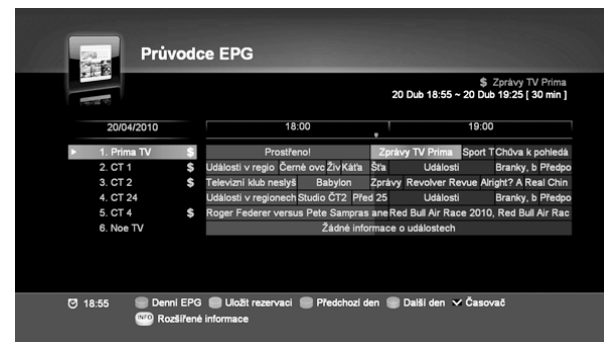 Průvodce EPG
$ Zprávy TV Prima
20 Dub 18:55 ~ 20 Dub 19:25 [ 30 min ]
20/04/2010 18:00 19:00
1. Prima TV $ Prostřeno! Zprávy TV Prima Sport T Chůva k pohledá
2. CT 1 $ Události v regio Černé ovc Živ Káťa Šťa Události Branky, b Předpo
3. CT 2 $ Televizní klub neslyš Babylon Zprávy Revolver Revue Alright? A Real Chin
4. CT 24 Události v regionech Studio ČT2 Před 25 Události Branky, b Předpo
5. CT 4 $ Roger Federer versus Pete Sampras ane Red Bull Air Race 2010, Red Bull Air Rac
6. Noe TV Žádné informace o událostech
18:55 Denní EPG Uložit rezervaci Předchozí den Další den Časovač
INFO Rozšířené informace